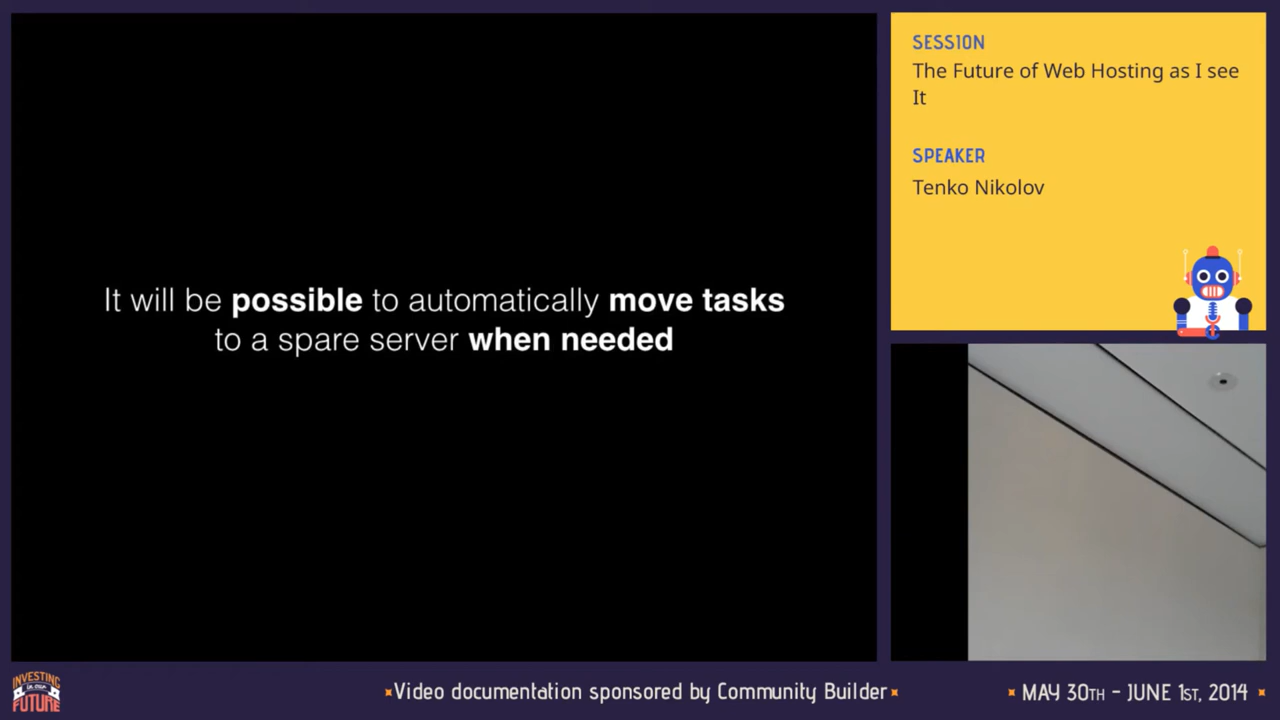 It will be possible to automatically move tasks
to a spare server when needed
SESSION
The Future of Web Hosting as I see
It
SPEAKER
Tenko Nikolov
INVESTING
in our
FUTURE
Video documentation sponsored by Community Builder
MAY 30TH - JUNE 1ST, 2014